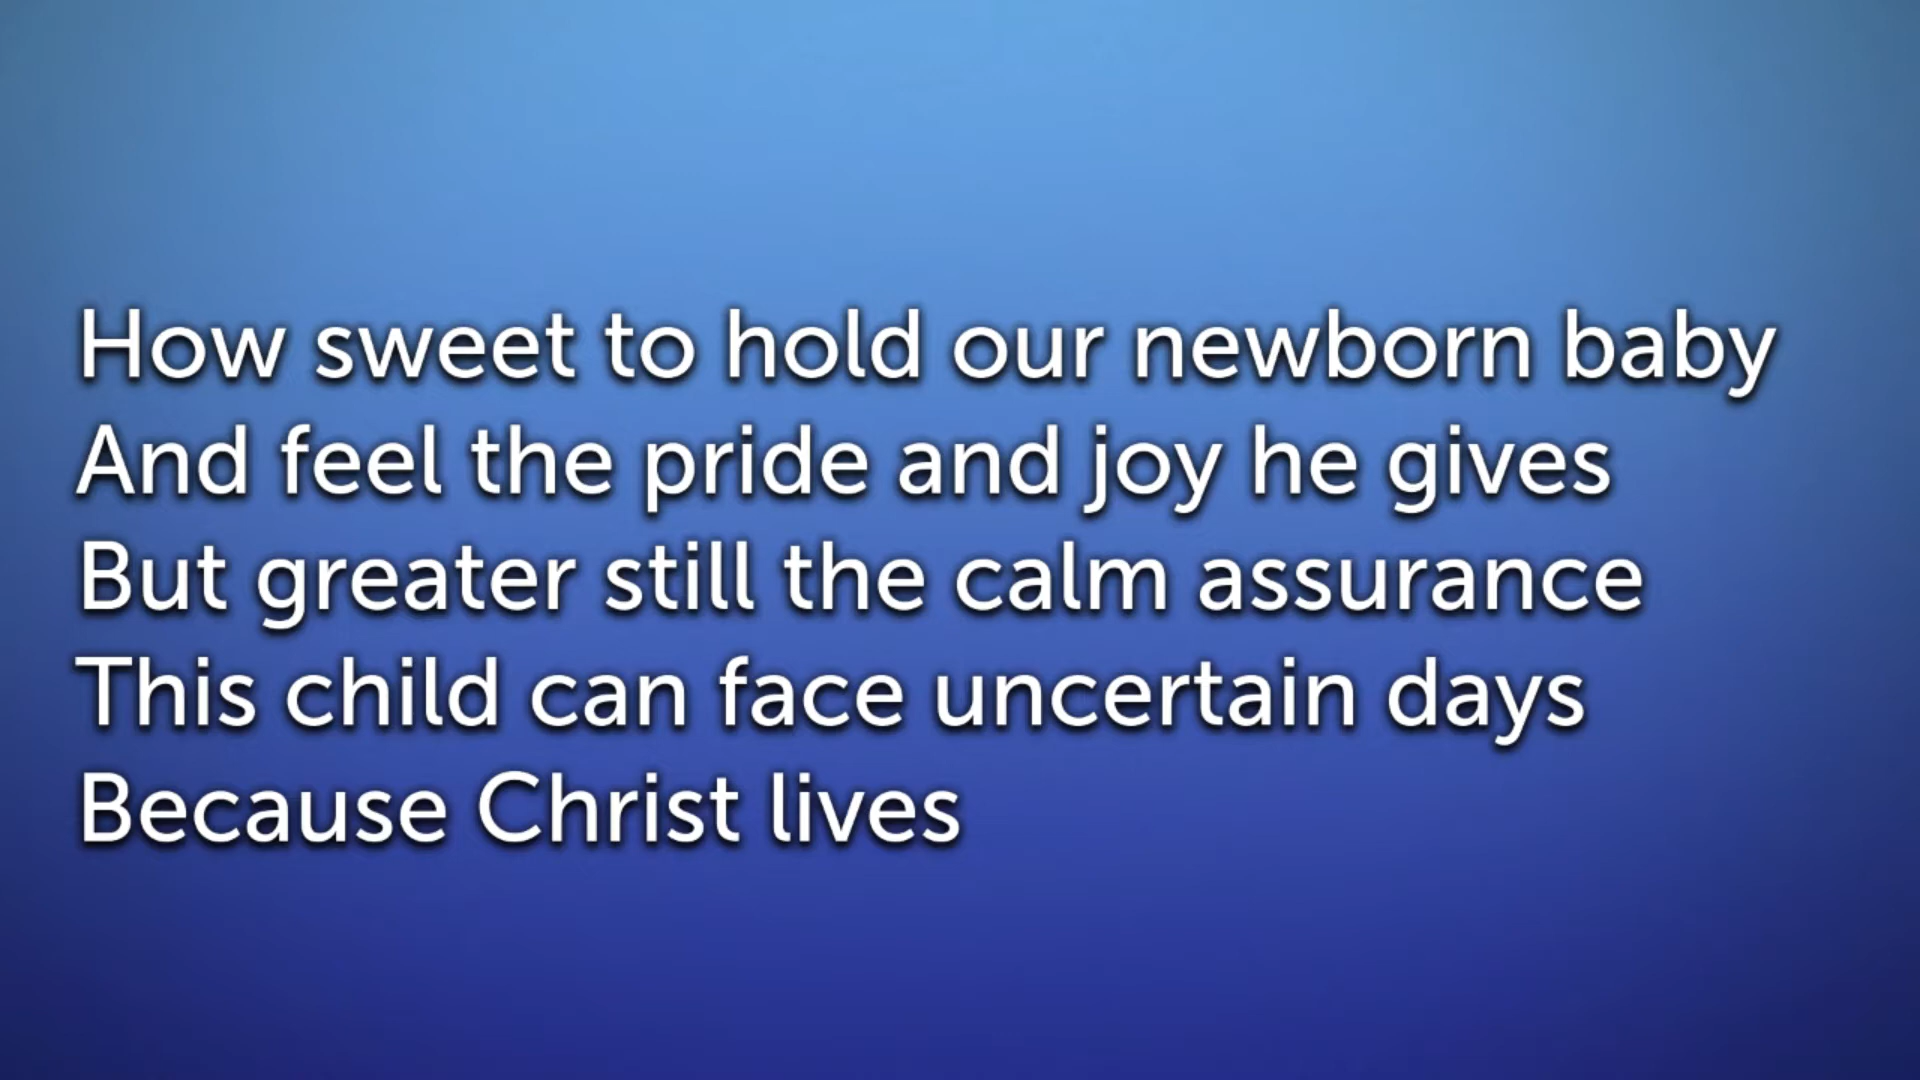 How sweet to hold our newborn baby
And feel the pride and joy he gives
But greater still the calm assurance
This child can face uncertain days
Because Christ lives